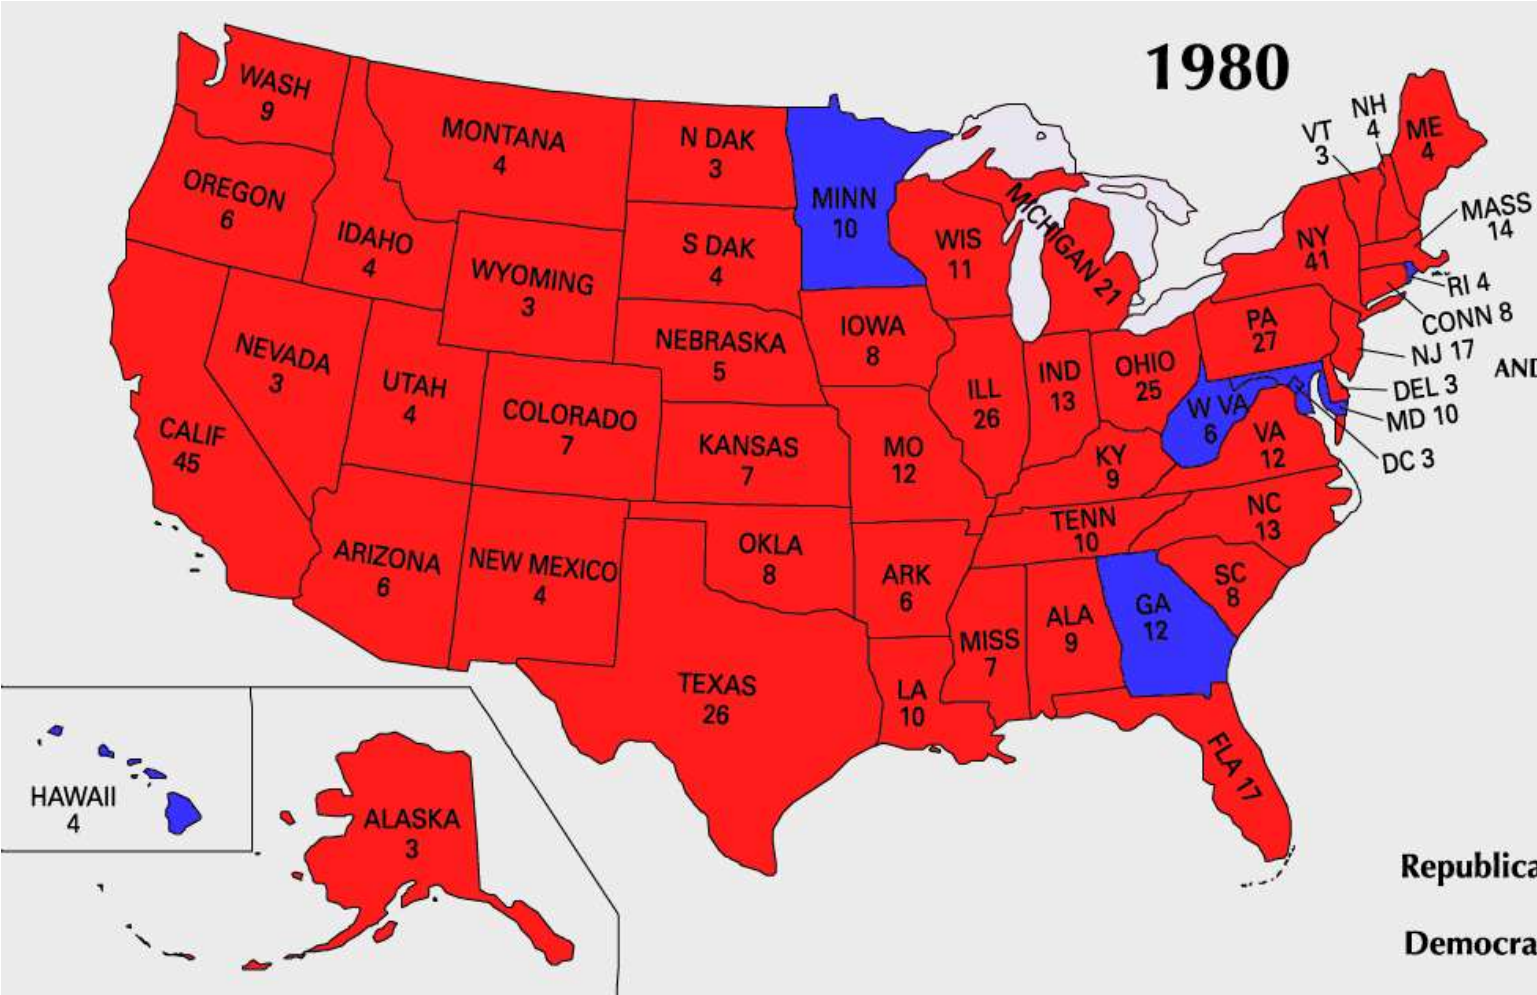 1980
WASH
9
OREGON
6
CALIF
45
NEVADA
3
IDAHO
4
MONTANA
4
WYOMING
3
UTAH
4
COLORADO
7
ARIZONA
6
NEW MEXICO
4
N DAK
3
S DAK
4
NEBRASKA
5
KANSAS
7
OKLA
8
TEXAS
26
MINN
10
IOWA
8
MO
12
ARK
6
LA
10
WIS
11
ILL
26
MICHIGAN 21
IND
13
OHIO
25
KY
9
TENN
10
MISS
7
ALA
9
GA
12
FLA 17
SC
8
NC
13
VA
12
W VA
6
PA
27
NY
41
VT
3
NH
4
ME
4
MASS
14
RI 4
CONN 8
NJ 17
DEL 3
MD 10
DC 3
AND
HAWAII
4
ALASKA
3
Republica
Democra